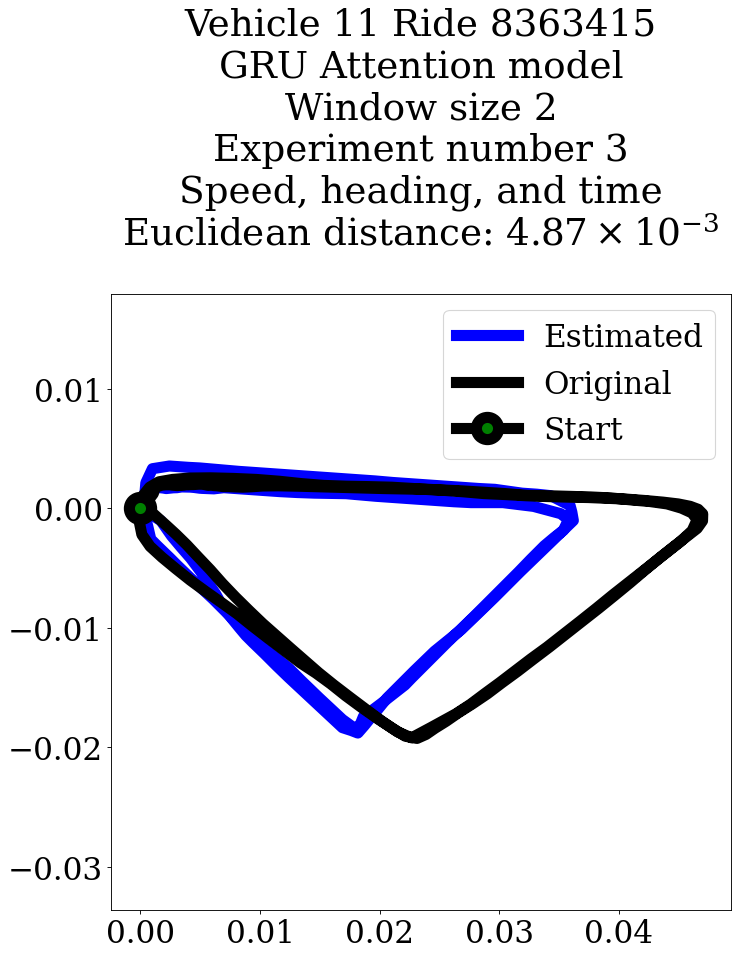 Vehicle 11 Ride 8363415
GRU Attention model
Window size 2
Experiment number 3
Speed, heading, and time
Euclidean distance: 4.87 × 10⁻³
Estimated
Original
Start
0.01
0.00
−0.01
−0.02
−0.03
0.00 0.01 0.02 0.03 0.04